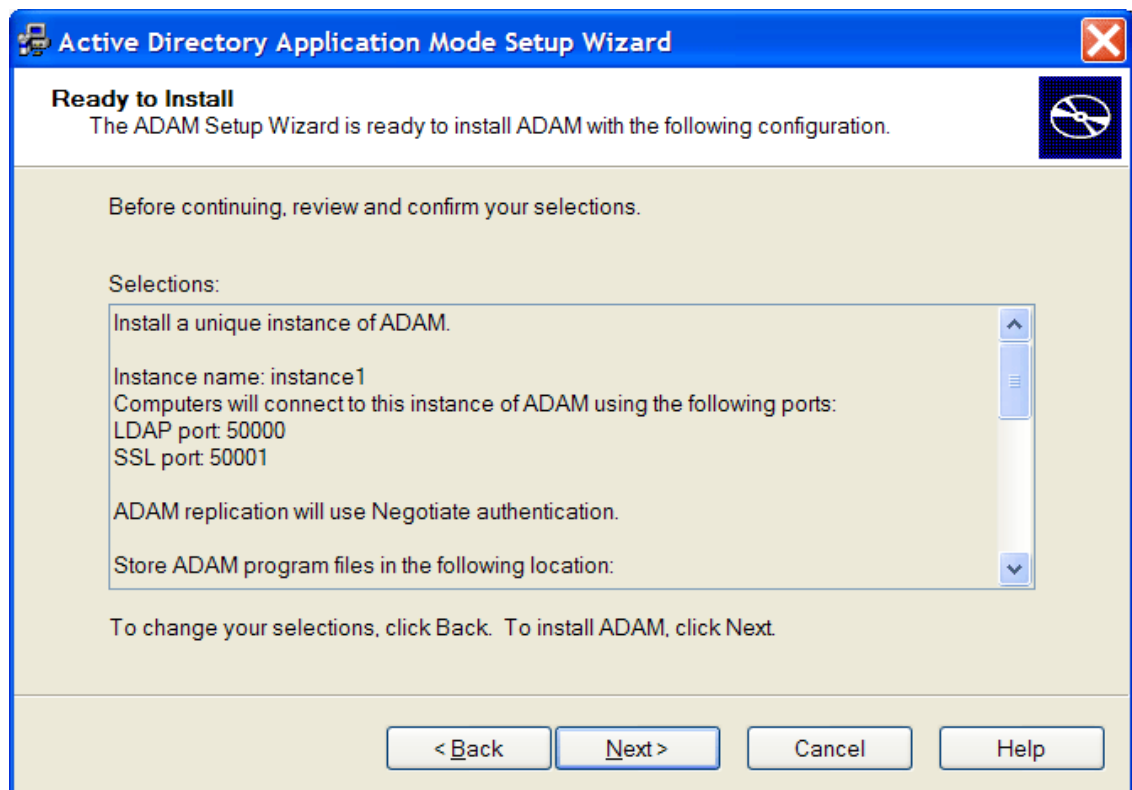 Active Directory Application Mode Setup Wizard
Ready to Install
The ADAM Setup Wizard is ready to install ADAM with the following configuration.
Before continuing, review and confirm your selections.
Selections:
Install a unique instance of ADAM.
Instance name: instance1
Computers will connect to this instance of ADAM using the following ports:
LDAP port: 50000
SSL port: 50001
ADAM replication will use Negotiate authentication.
Store ADAM program files in the following location:
To change your selections, click Back.  To install ADAM, click Next.
< Back Next > Cancel Help